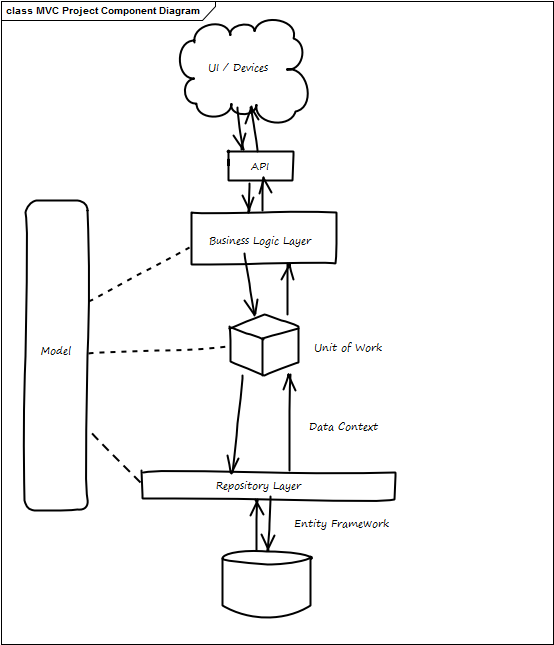 class MVC Project Component Diagram
UI / Devices
API
Business Logic Layer
Model
Unit of Work
Data Context
Repository Layer
Entity FrameWork